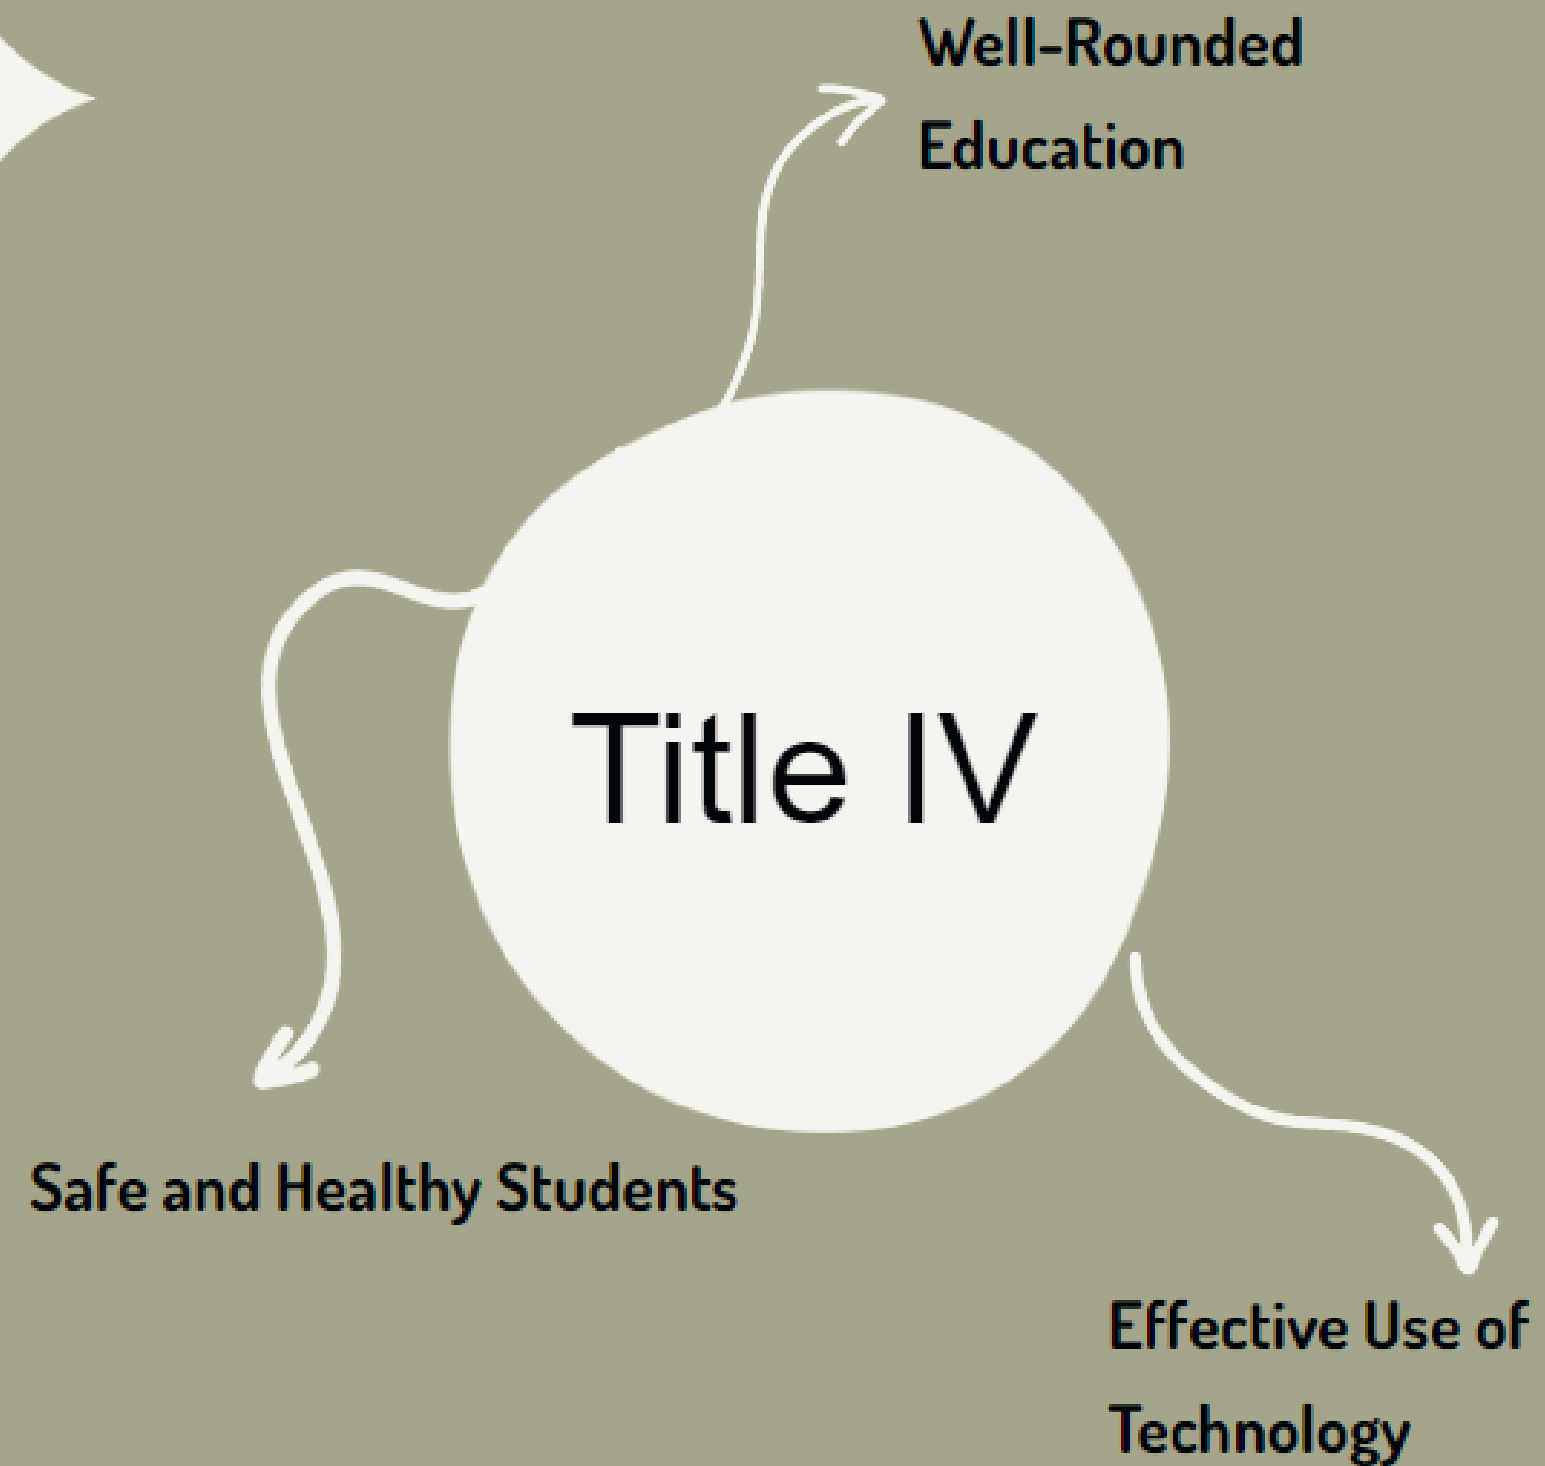 Well-Rounded
Education
Title IV
Safe and Healthy Students
Effective Use of
Technology